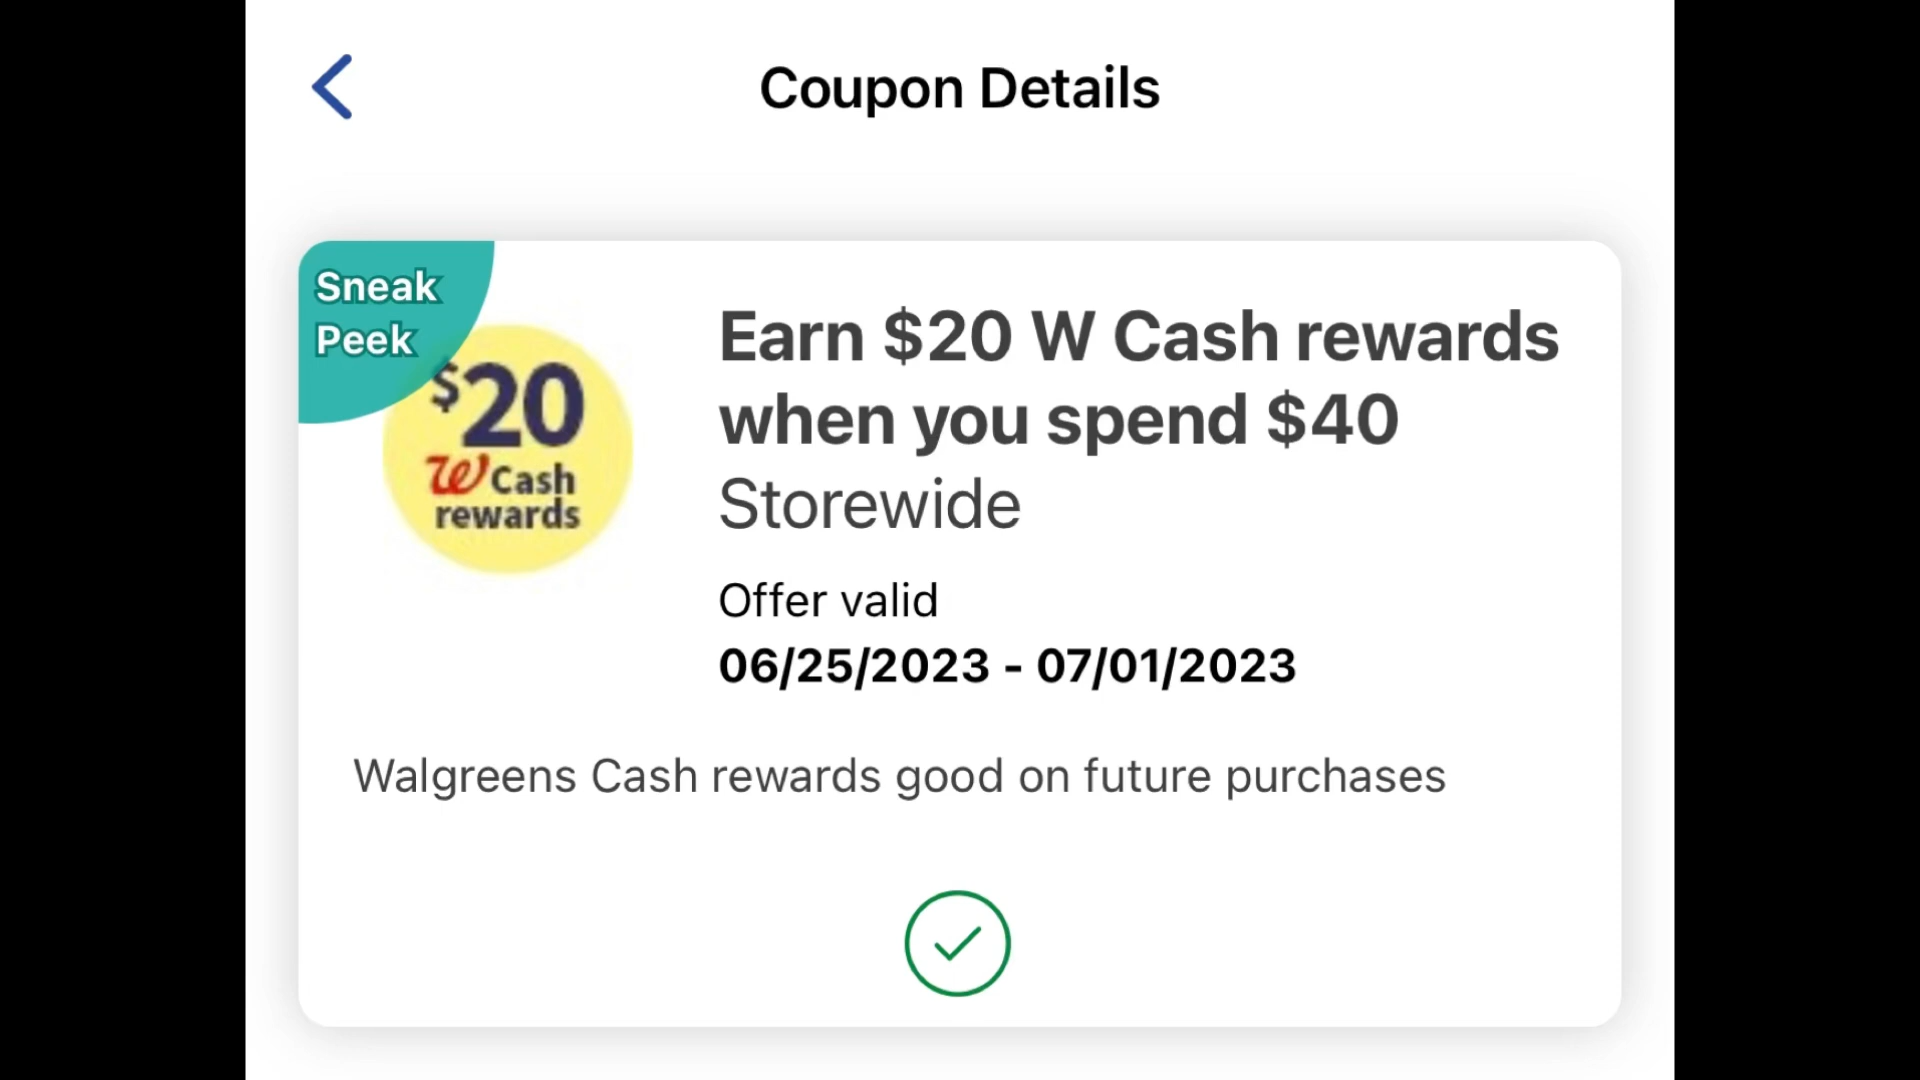 Coupon Details
Sneak
Peek
$20
W Cash
rewards
Earn $20 W Cash rewards
when you spend $40
Storewide
Offer valid
06/25/2023 - 07/01/2023
Walgreens Cash rewards good on future purchases